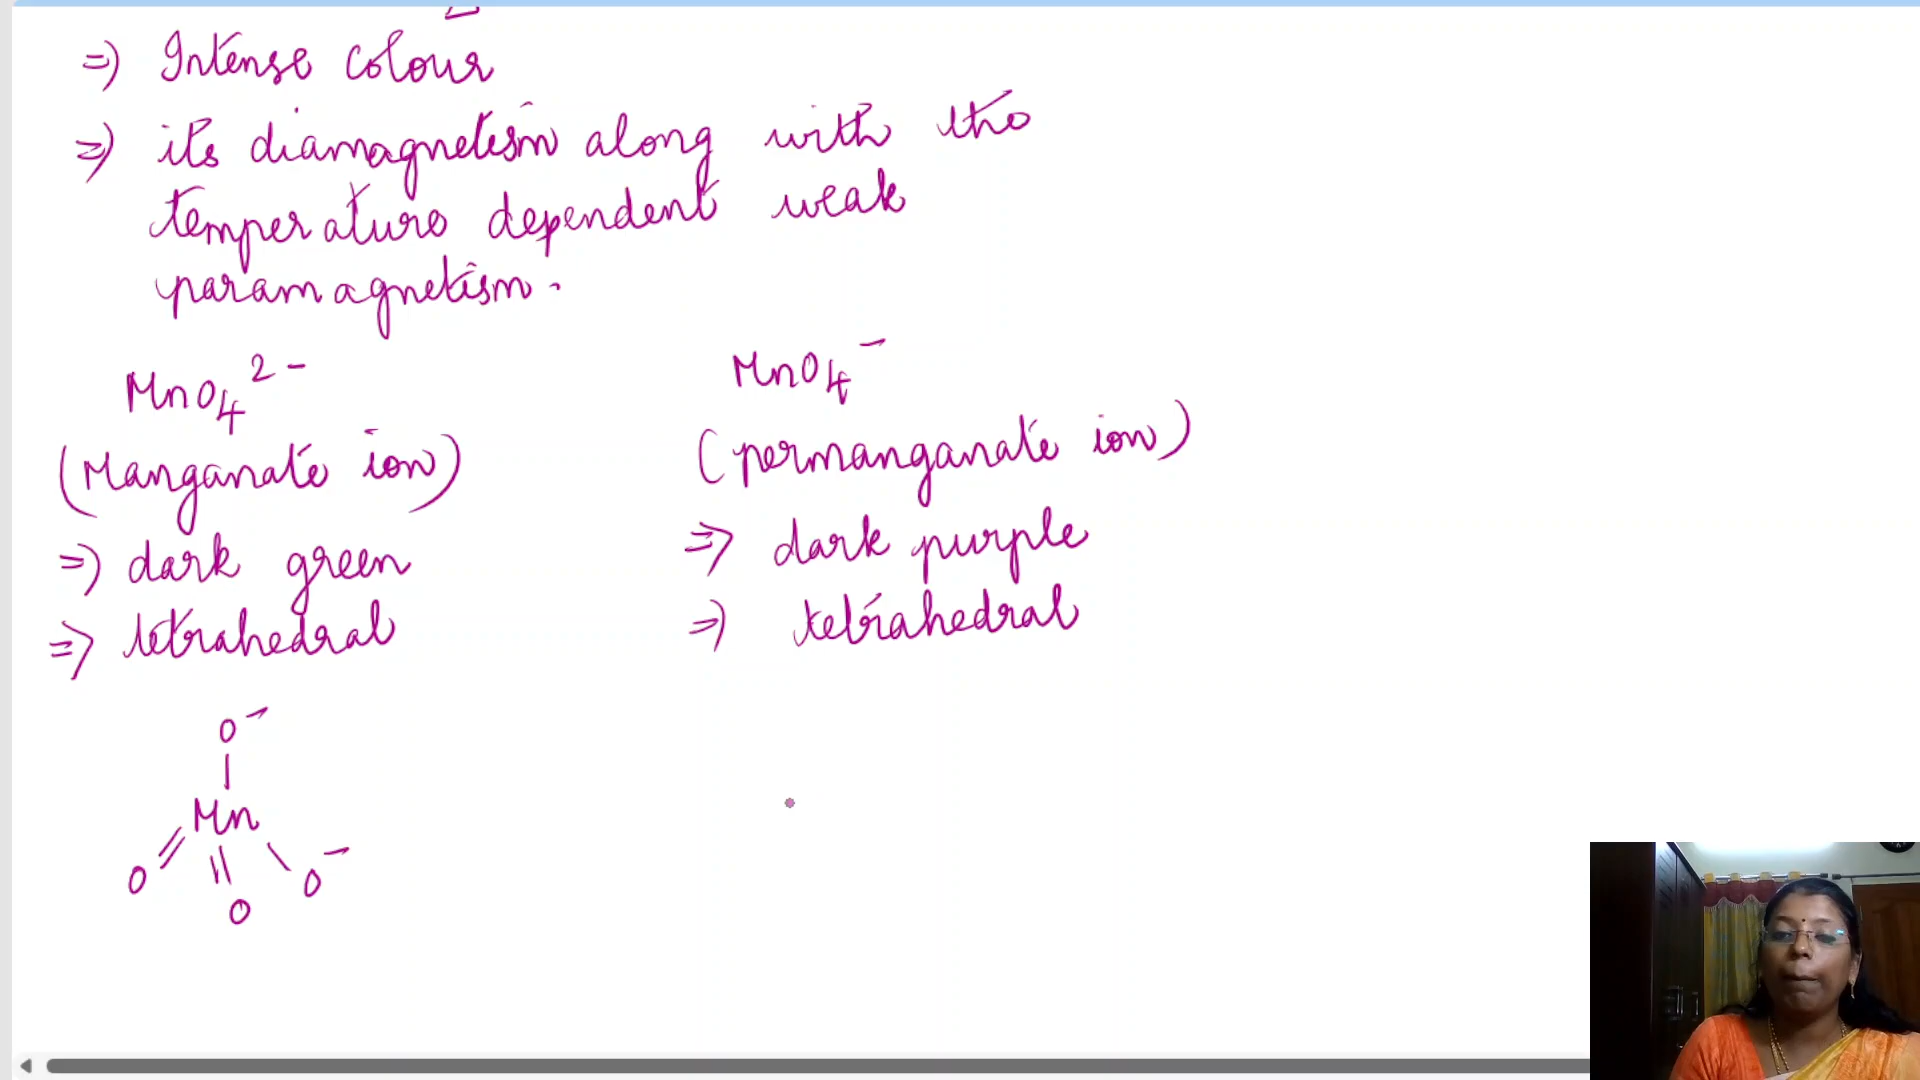 => Intense colour
=> its diamagnetism along with the
temperature dependent weak
paramagnetism.
MnO4 2-
MnO4 -
(Manganate ion)
(permanganate ion)
=> dark green
=> dark purple
=> tetrahedral
=> tetrahedral
O-
Mn
O
O
O-